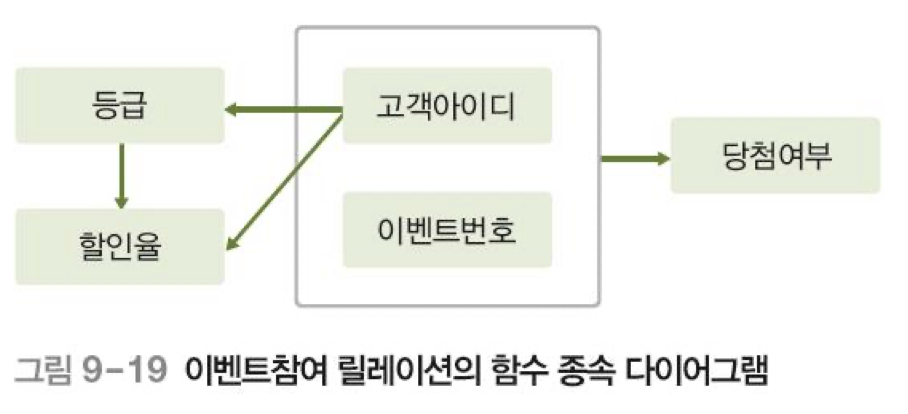 등급
고객아이디
당첨여부
할인율
이벤트번호
그림 9-19 이벤트참여 릴레이션의 함수 종속 다이어그램